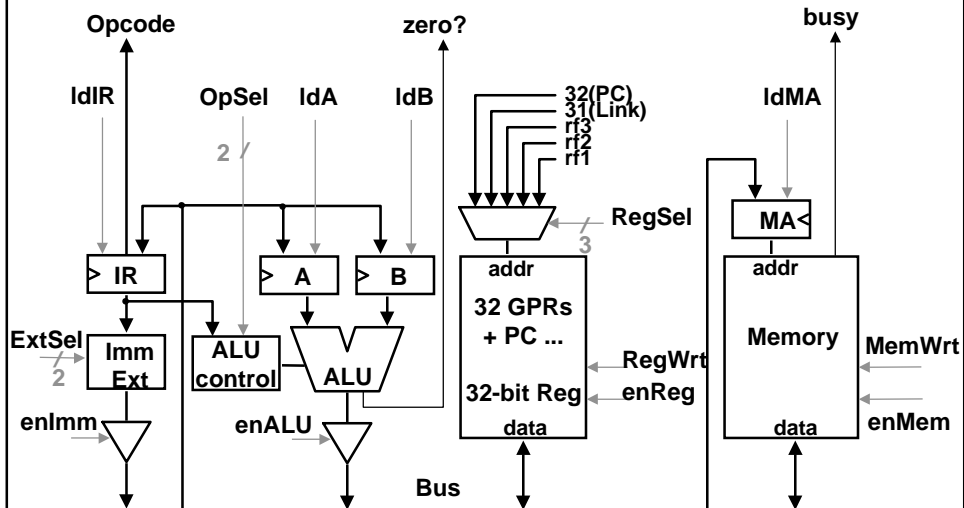 Opcode
zero?
busy
ldIR
OpSel
ldA
ldB
32(PC)
31(Link)
rf3
rf2
rf1
ldMA
2
RegSel
3
MA
IR
A
B
addr
addr
32 GPRs
+ PC ...
32-bit Reg
data
Memory
data
ExtSel
2
Imm
Ext
ALU
control
ALU
RegWrt
enReg
MemWrt
enMem
enImm
enALU
Bus